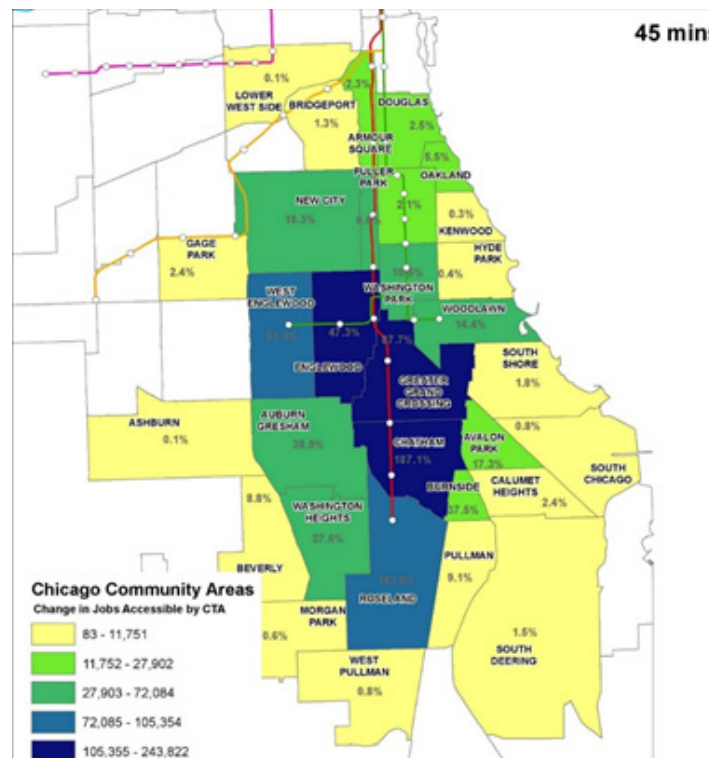 45 mins
0.1%
LOWER
WEST SIDE
BRIDGEPORT
1.3%
2.3%
DOUGLAS
2.5%
ARMOUR
SQUARE
5.5%
OAKLAND
FULLER
PARK
2.1%
NEW CITY
15.3%
0.3%
KENWOOD
GAGE
PARK
2.4%
HYDE
PARK
0.4%
WASHINGTON
PARK
WEST
ENGLEWOOD
47.3%
ENGLEWOOD
WOODLAWN
14.4%
SOUTH
SHORE
1.8%
GREATER
GRAND
CROSSING
ASHBURN
0.1%
AUBURN
GRESHAM
38.9%
CHATHAM
187.1%
0.8%
AVALON
PARK
17.3%
SOUTH
CHICAGO
BURNSIDE
37.5%
CALUMET
HEIGHTS
2.4%
8.8%
WASHINGTON
HEIGHTS
27.6%
BEVERLY
PULLMAN
9.1%
ROSELAND
MORGAN
PARK
0.6%
1.5%
SOUTH
DEERING
WEST
PULLMAN
0.8%
Chicago Community Areas
Change in Jobs Accessible by CTA
83 - 11,751
11,752 - 27,902
27,903 - 72,084
72,085 - 105,354
105,355 - 243,822